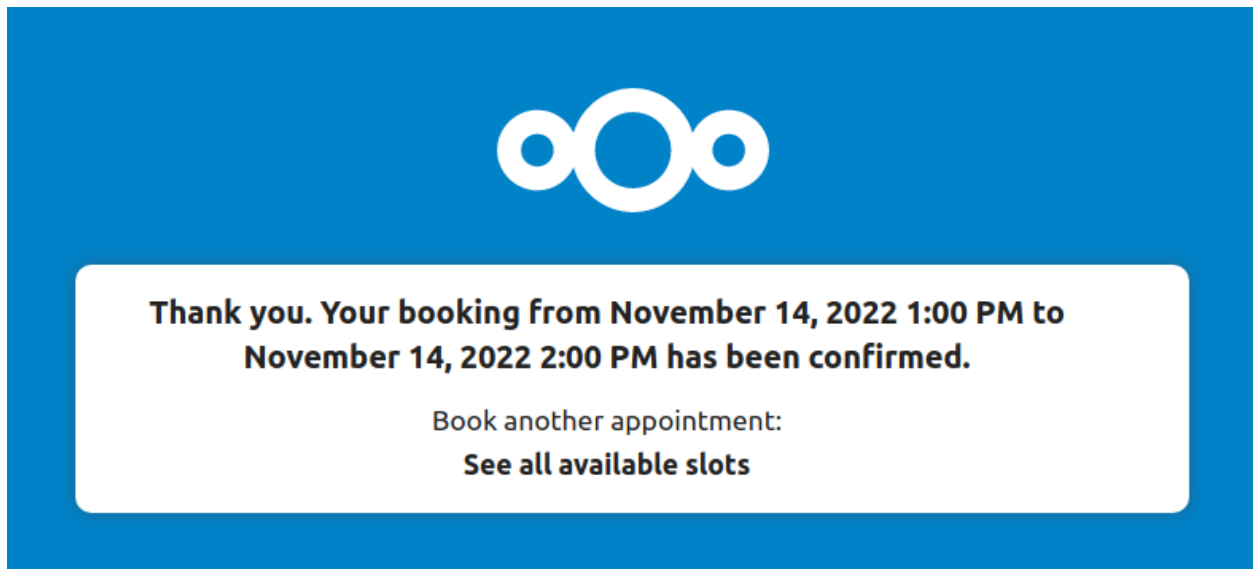 Thank you. Your booking from November 14, 2022 1:00 PM to
November 14, 2022 2:00 PM has been confirmed.
Book another appointment:
See all available slots